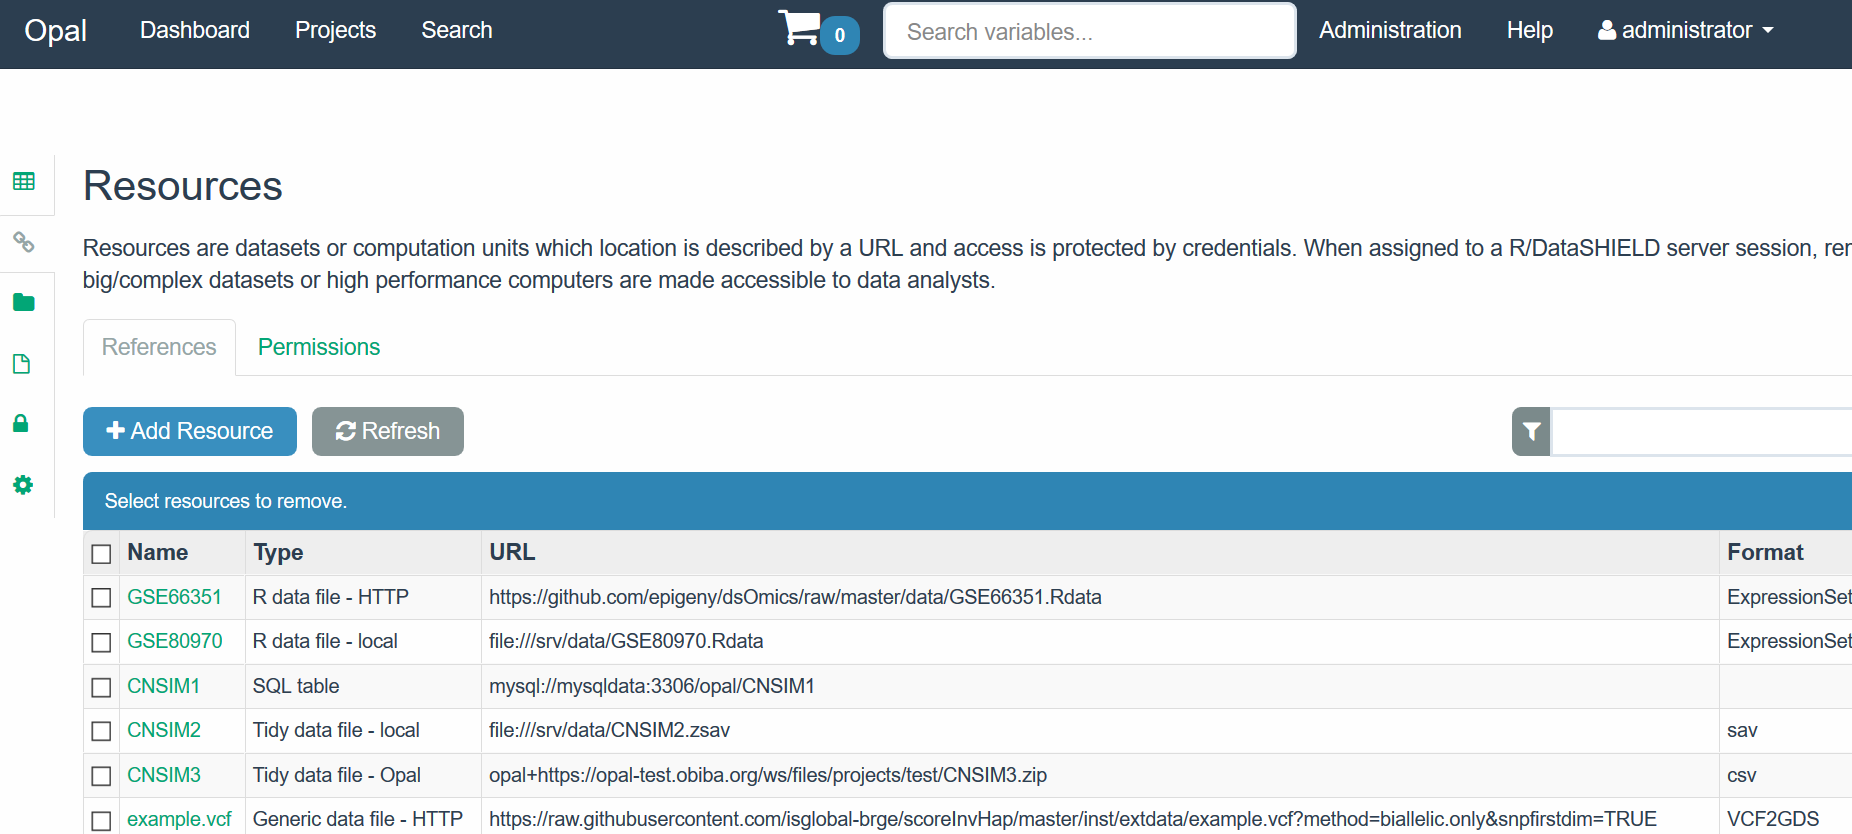 Opal Dashboard Projects Search 0 Search variables... Administration Help administrator
Resources
Resources are datasets or computation units which location is described by a URL and access is protected by credentials. When assigned to a R/DataSHIELD server session,
big/complex datasets or high performance computers are made accessible to data analysts.
References Permissions
Add Resource Refresh
Select resources to remove.
Name Type URL Format
GSE66351 R data file - HTTP https://github.com/epigeny/dsOmics/raw/master/data/GSE66351.Rdata ExpressionSet
GSE80970 R data file - local file:///srv/data/GSE80970.Rdata ExpressionSet
CNSIM1 SQL table mysql://mysqldata:3306/opal/CNSIM1
CNSIM2 Tidy data file - local file:///srv/data/CNSIM2.zsav sav
CNSIM3 Tidy data file - Opal opal+https://opal-test.obiba.org/ws/files/projects/test/CNSIM3.zip csv
example.vcf Generic data file - HTTP https://raw.githubusercontent.com/isglobal-brge/scoreInvHap/master/inst/extdata/example.vcf?method=biallelic.only&snpfirstdim=TRUE VCF2GDS